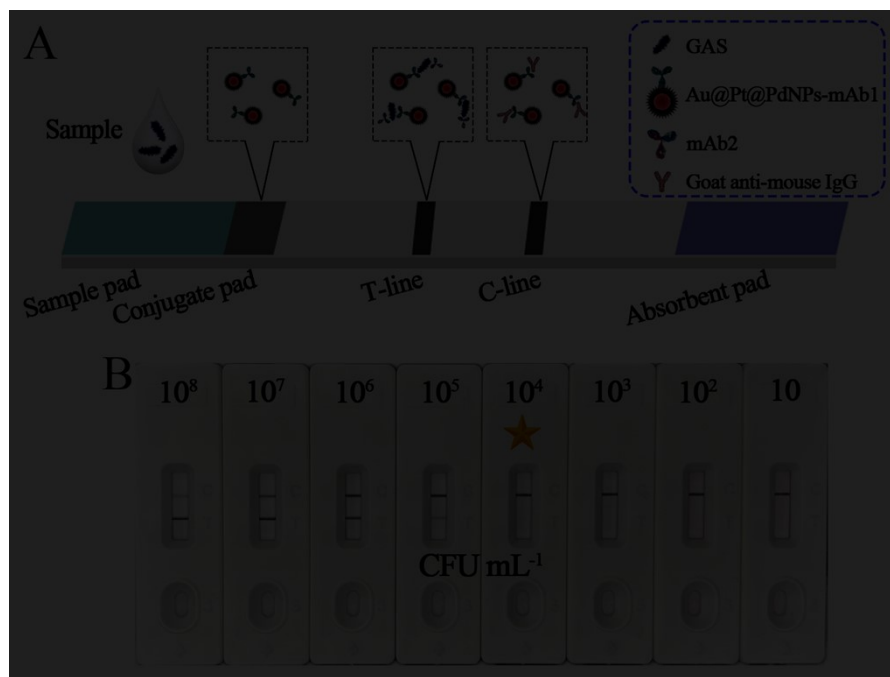 A
GAS
Au@Pt@PdNPs-mAb1
mAb2
Goat anti-mouse IgG
Sample
Sample pad
Conjugate pad
T-line
C-line
Absorbent pad
B
10⁸ 10⁷ 10⁶ 10⁵ 10⁴ 10³ 10² 10
CFU mL⁻¹